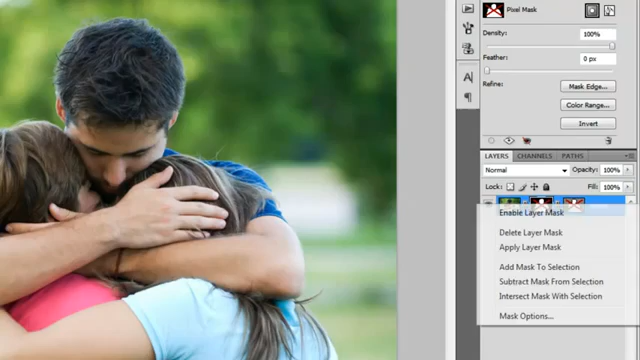 Pixel Mask
Density: 100%
Feather: 0 px
Refine: Mask Edge...
Color Range...
Invert
LAYERS CHANNELS PATHS
Normal Opacity: 100%
Lock: Fill: 100%
Enable Layer Mask
Delete Layer Mask
Apply Layer Mask
Add Mask To Selection
Subtract Mask From Selection
Intersect Mask With Selection
Mask Options...